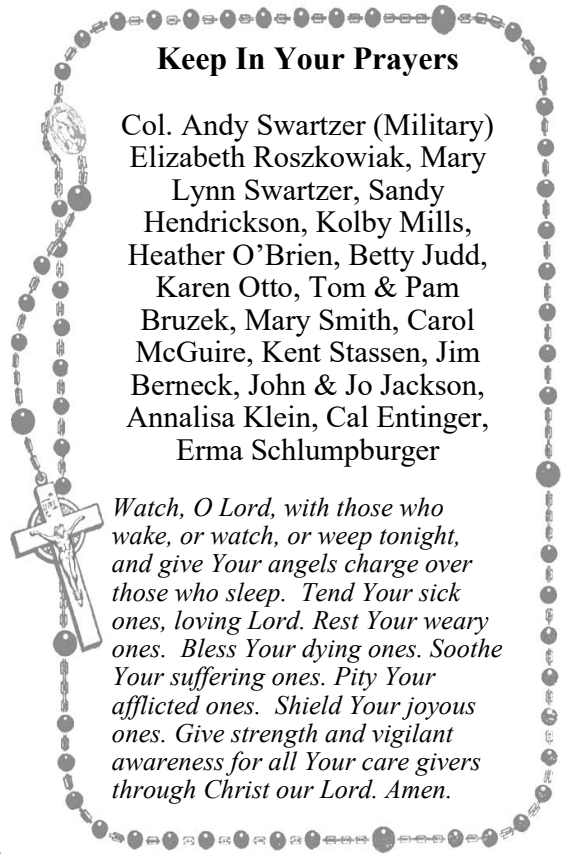 Keep In Your Prayers
Col. Andy Swartzer (Military)
Elizabeth Roszkowiak, Mary
Lynn Swartzer, Sandy
Hendrickson, Kolby Mills,
Heather O’Brien, Betty Judd,
Karen Otto, Tom & Pam
Bruzek, Mary Smith, Carol
McGuire, Kent Stassen, Jim
Berneck, John & Jo Jackson,
Annalisa Klein, Cal Entinger,
Erma Schlumpburger
Watch, O Lord, with those who
wake, or watch, or weep tonight,
and give Your angels charge over
those who sleep.  Tend Your sick
ones, loving Lord. Rest Your weary
ones.  Bless Your dying ones. Soothe
Your suffering ones. Pity Your
afflicted ones.  Shield Your joyous
ones. Give strength and vigilant
awareness for all Your care givers
through Christ our Lord. Amen.